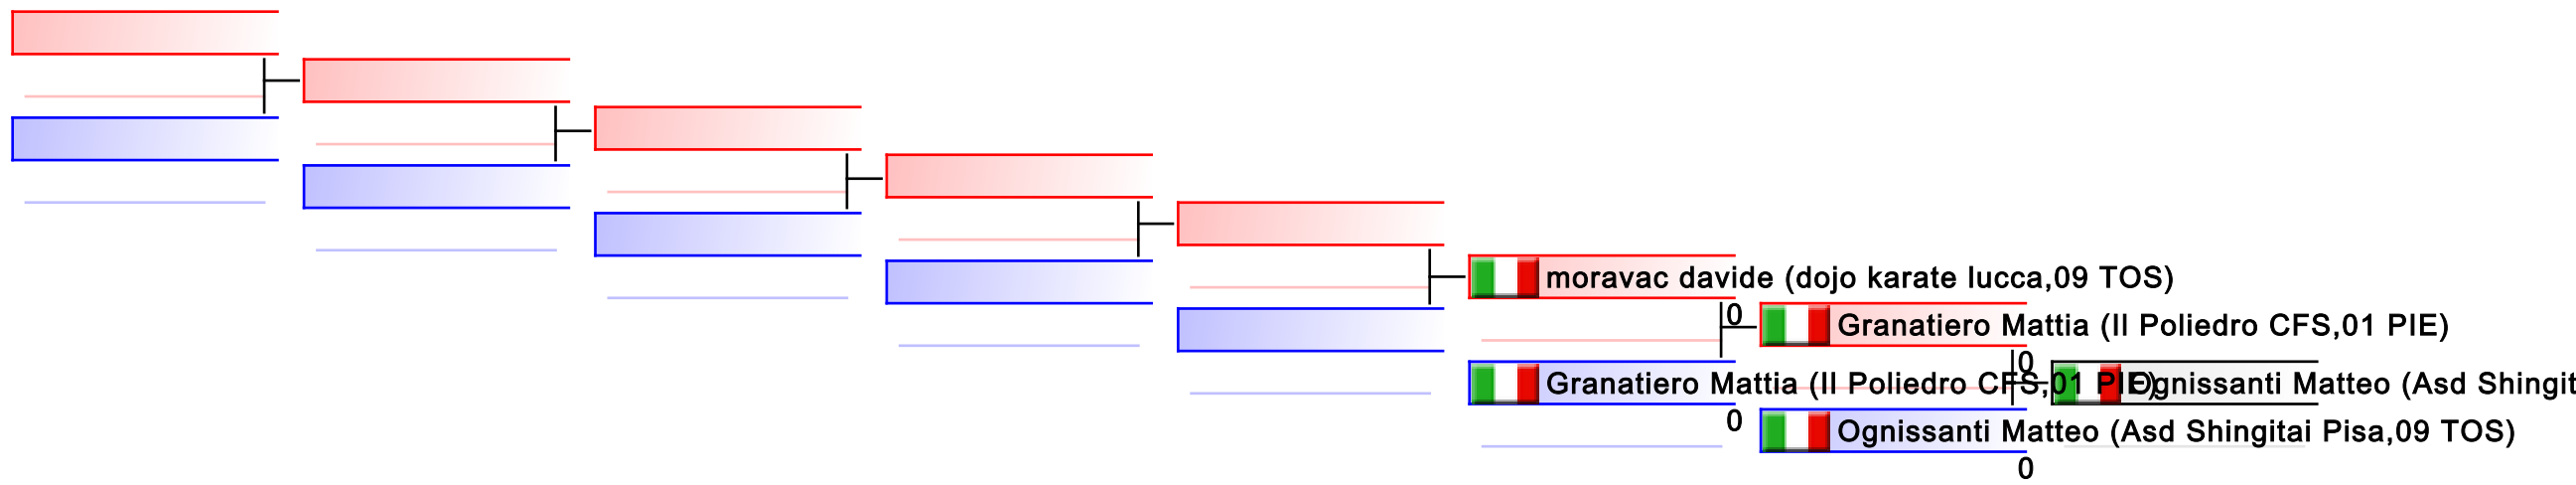 moravac davide (dojo karate lucca,09 TOS)
0
Granatiero Mattia (Il Poliedro CFS,01 PIE)
0
Granatiero Mattia (Il Poliedro CFS,01 PIE)
Ognissanti Matteo (Asd Shingit
0
Ognissanti Matteo (Asd Shingitai Pisa,09 TOS)
0